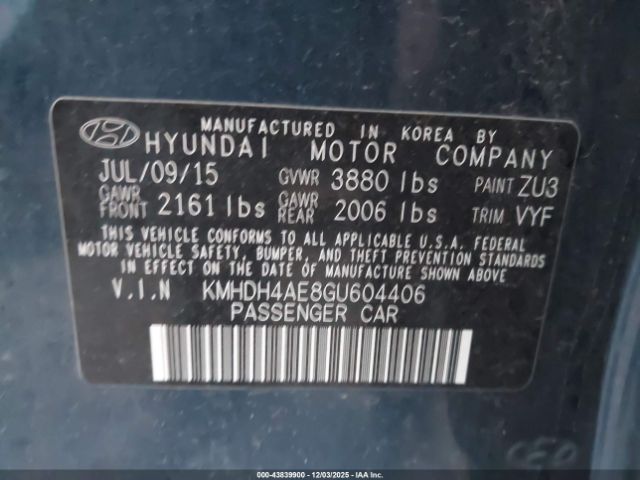 MANUFACTURED IN KOREA BY
HYUNDAI MOTOR COMPANY
JUL/09/15 GVWR 3880 lbs PAINT ZU3
GAWR FRONT 2161 lbs GAWR REAR 2006 lbs TRIM VYF
THIS VEHICLE CONFORMS TO ALL APPLICABLE U.S.A. FEDERAL
MOTOR VEHICLE SAFETY, BUMPER, AND THEFT PREVENTION STANDARDS
IN EFFECT ON THE DATE OF MANUFACTURE SHOWN ABOVE.
V.I.N KMHDH4AE8GU604406
PASSENGER CAR
© - 43839900 - 12/03/2025 - IAA, LLC